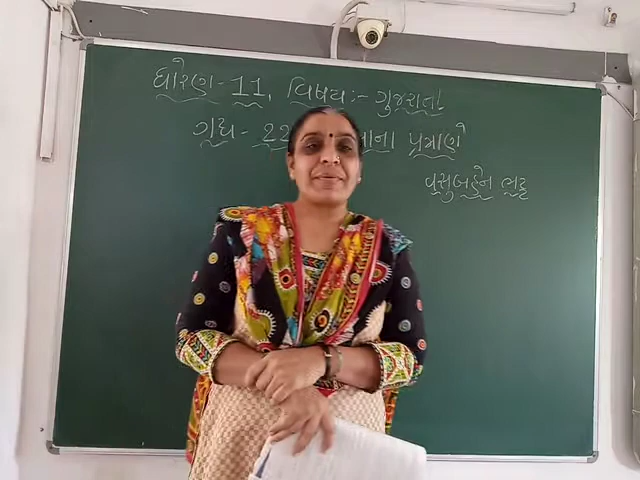 ધોરણ-11, વિષય:- ગુજરાતી
ગદ્ય- 22 પ્રમાણે
વસુબહેન ભટ્ટ